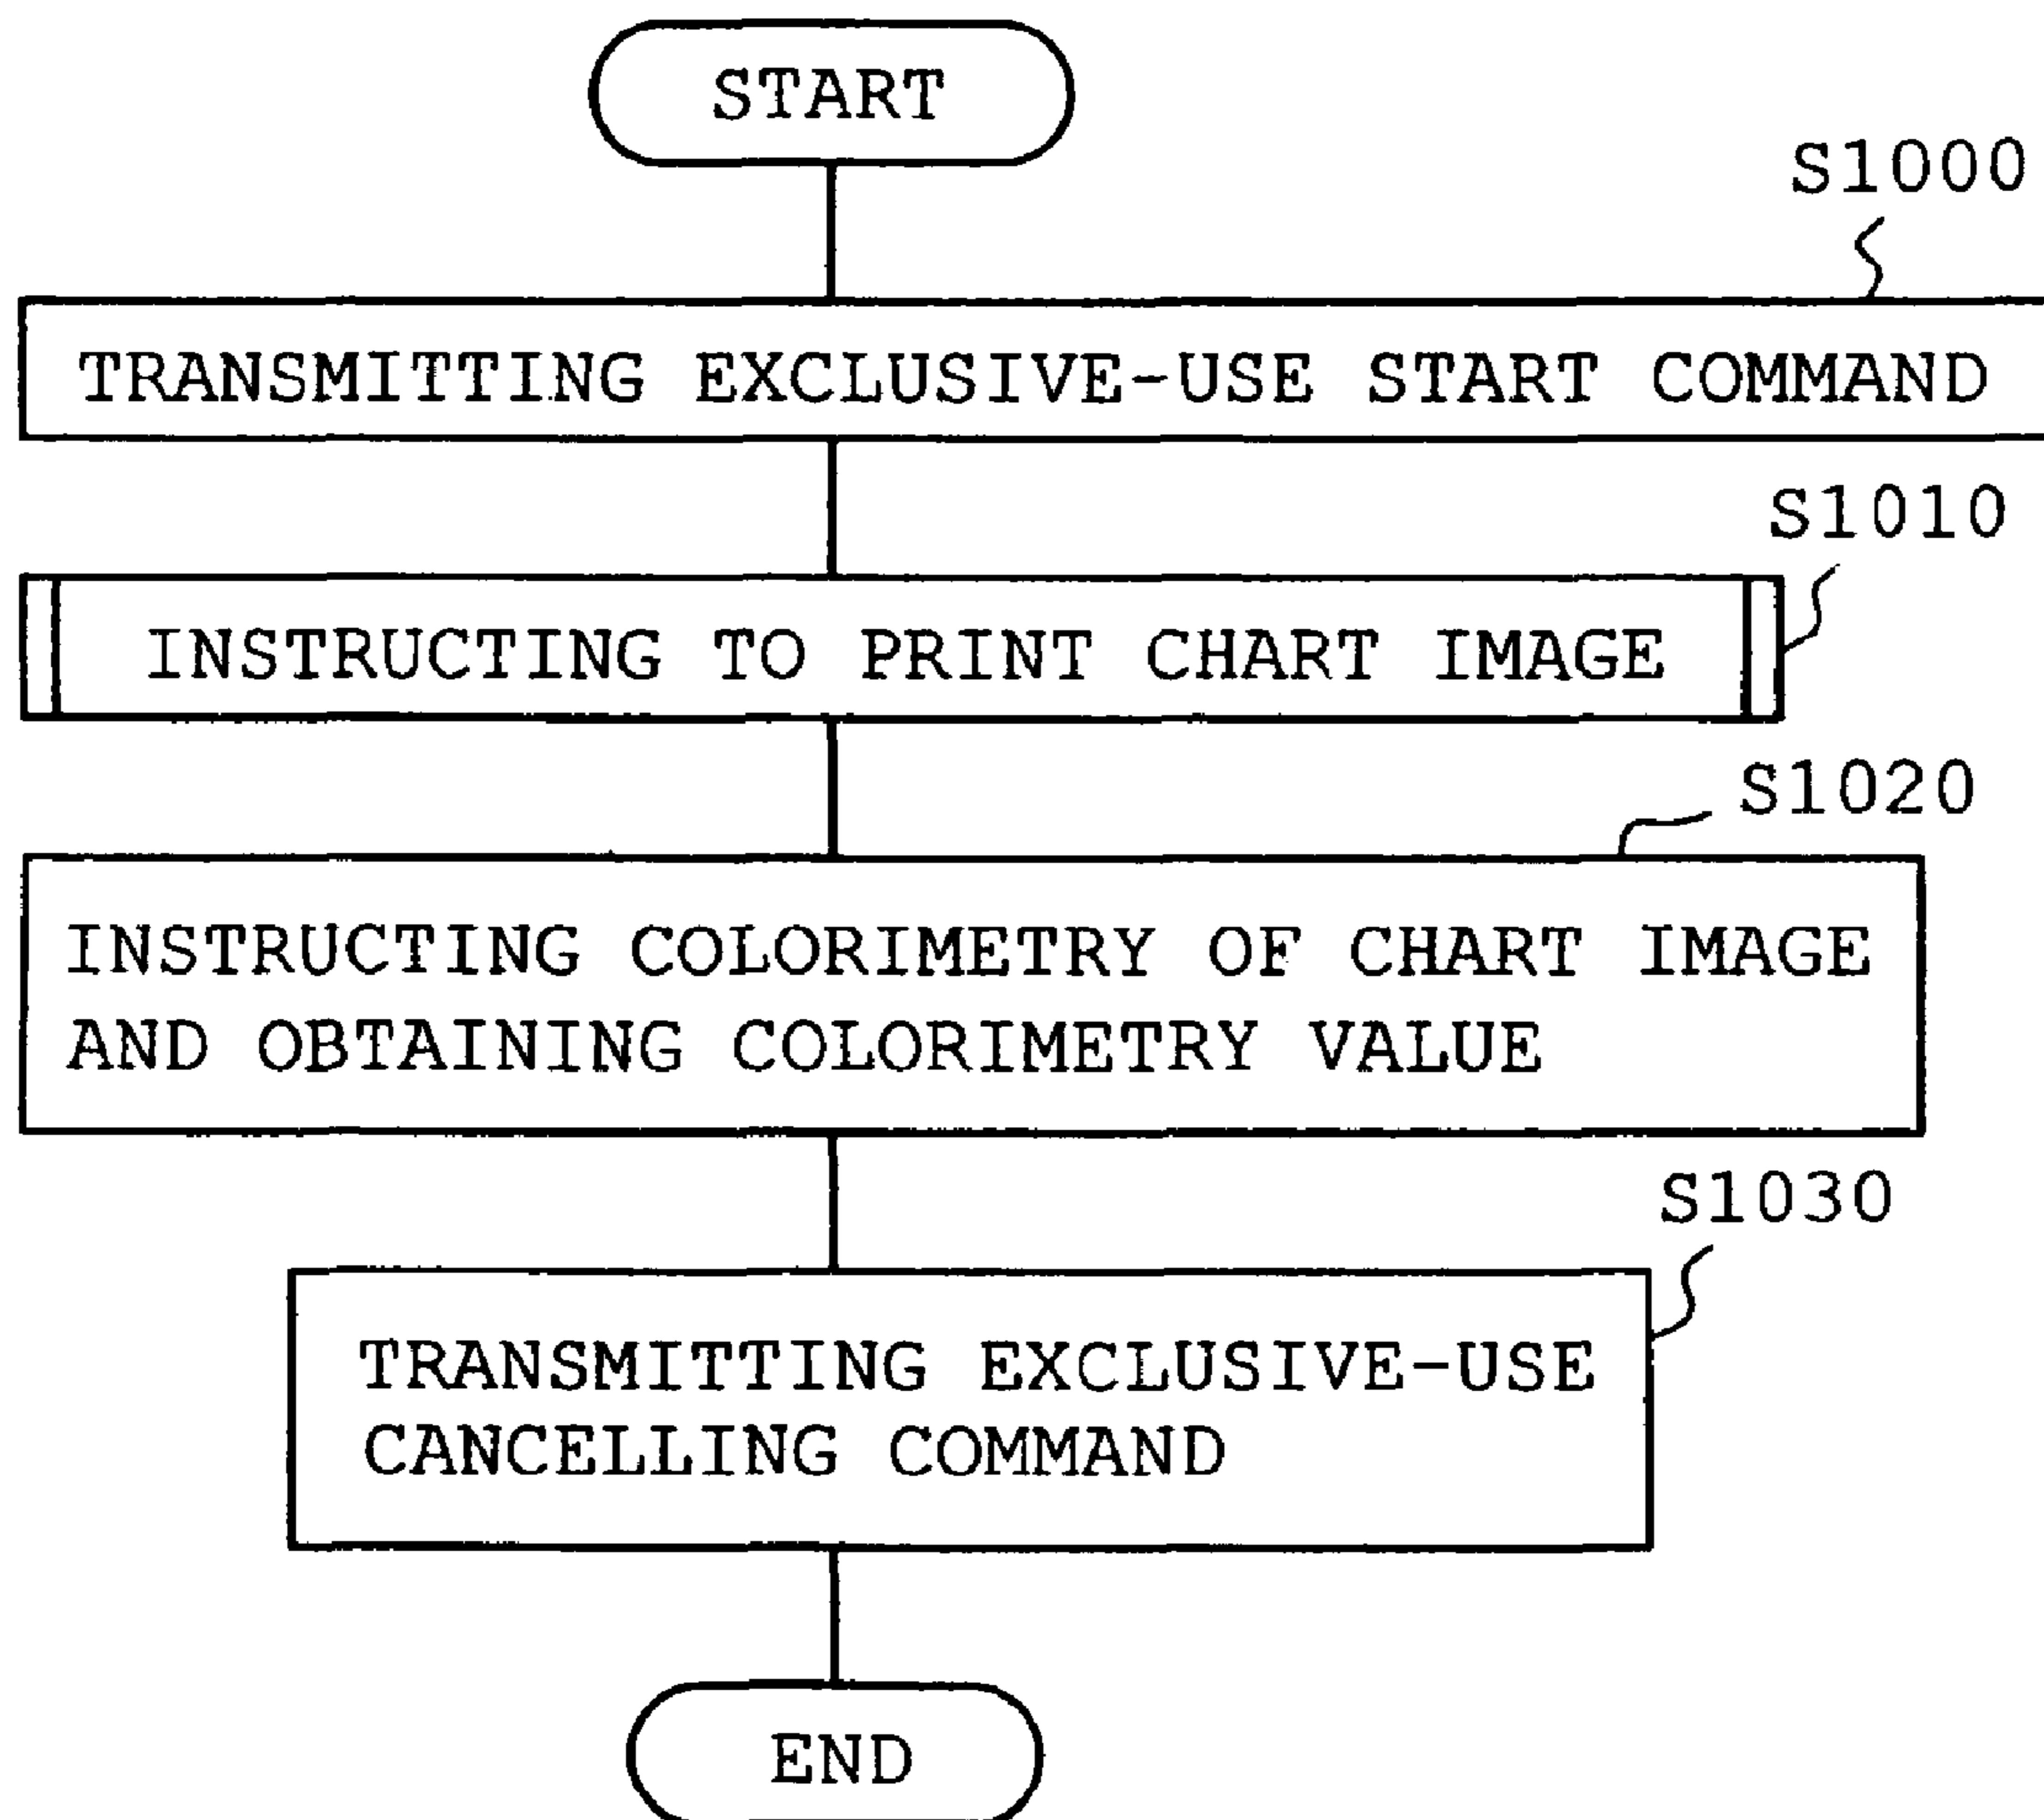 START
S1000
TRANSMITTING EXCLUSIVE-USE START COMMAND
S1010
INSTRUCTING TO PRINT CHART IMAGE
S1020
INSTRUCTING COLORIMETRY OF CHART IMAGE
AND OBTAINING COLORIMETRY VALUE
S1030
TRANSMITTING EXCLUSIVE-USE
CANCELLING COMMAND
END